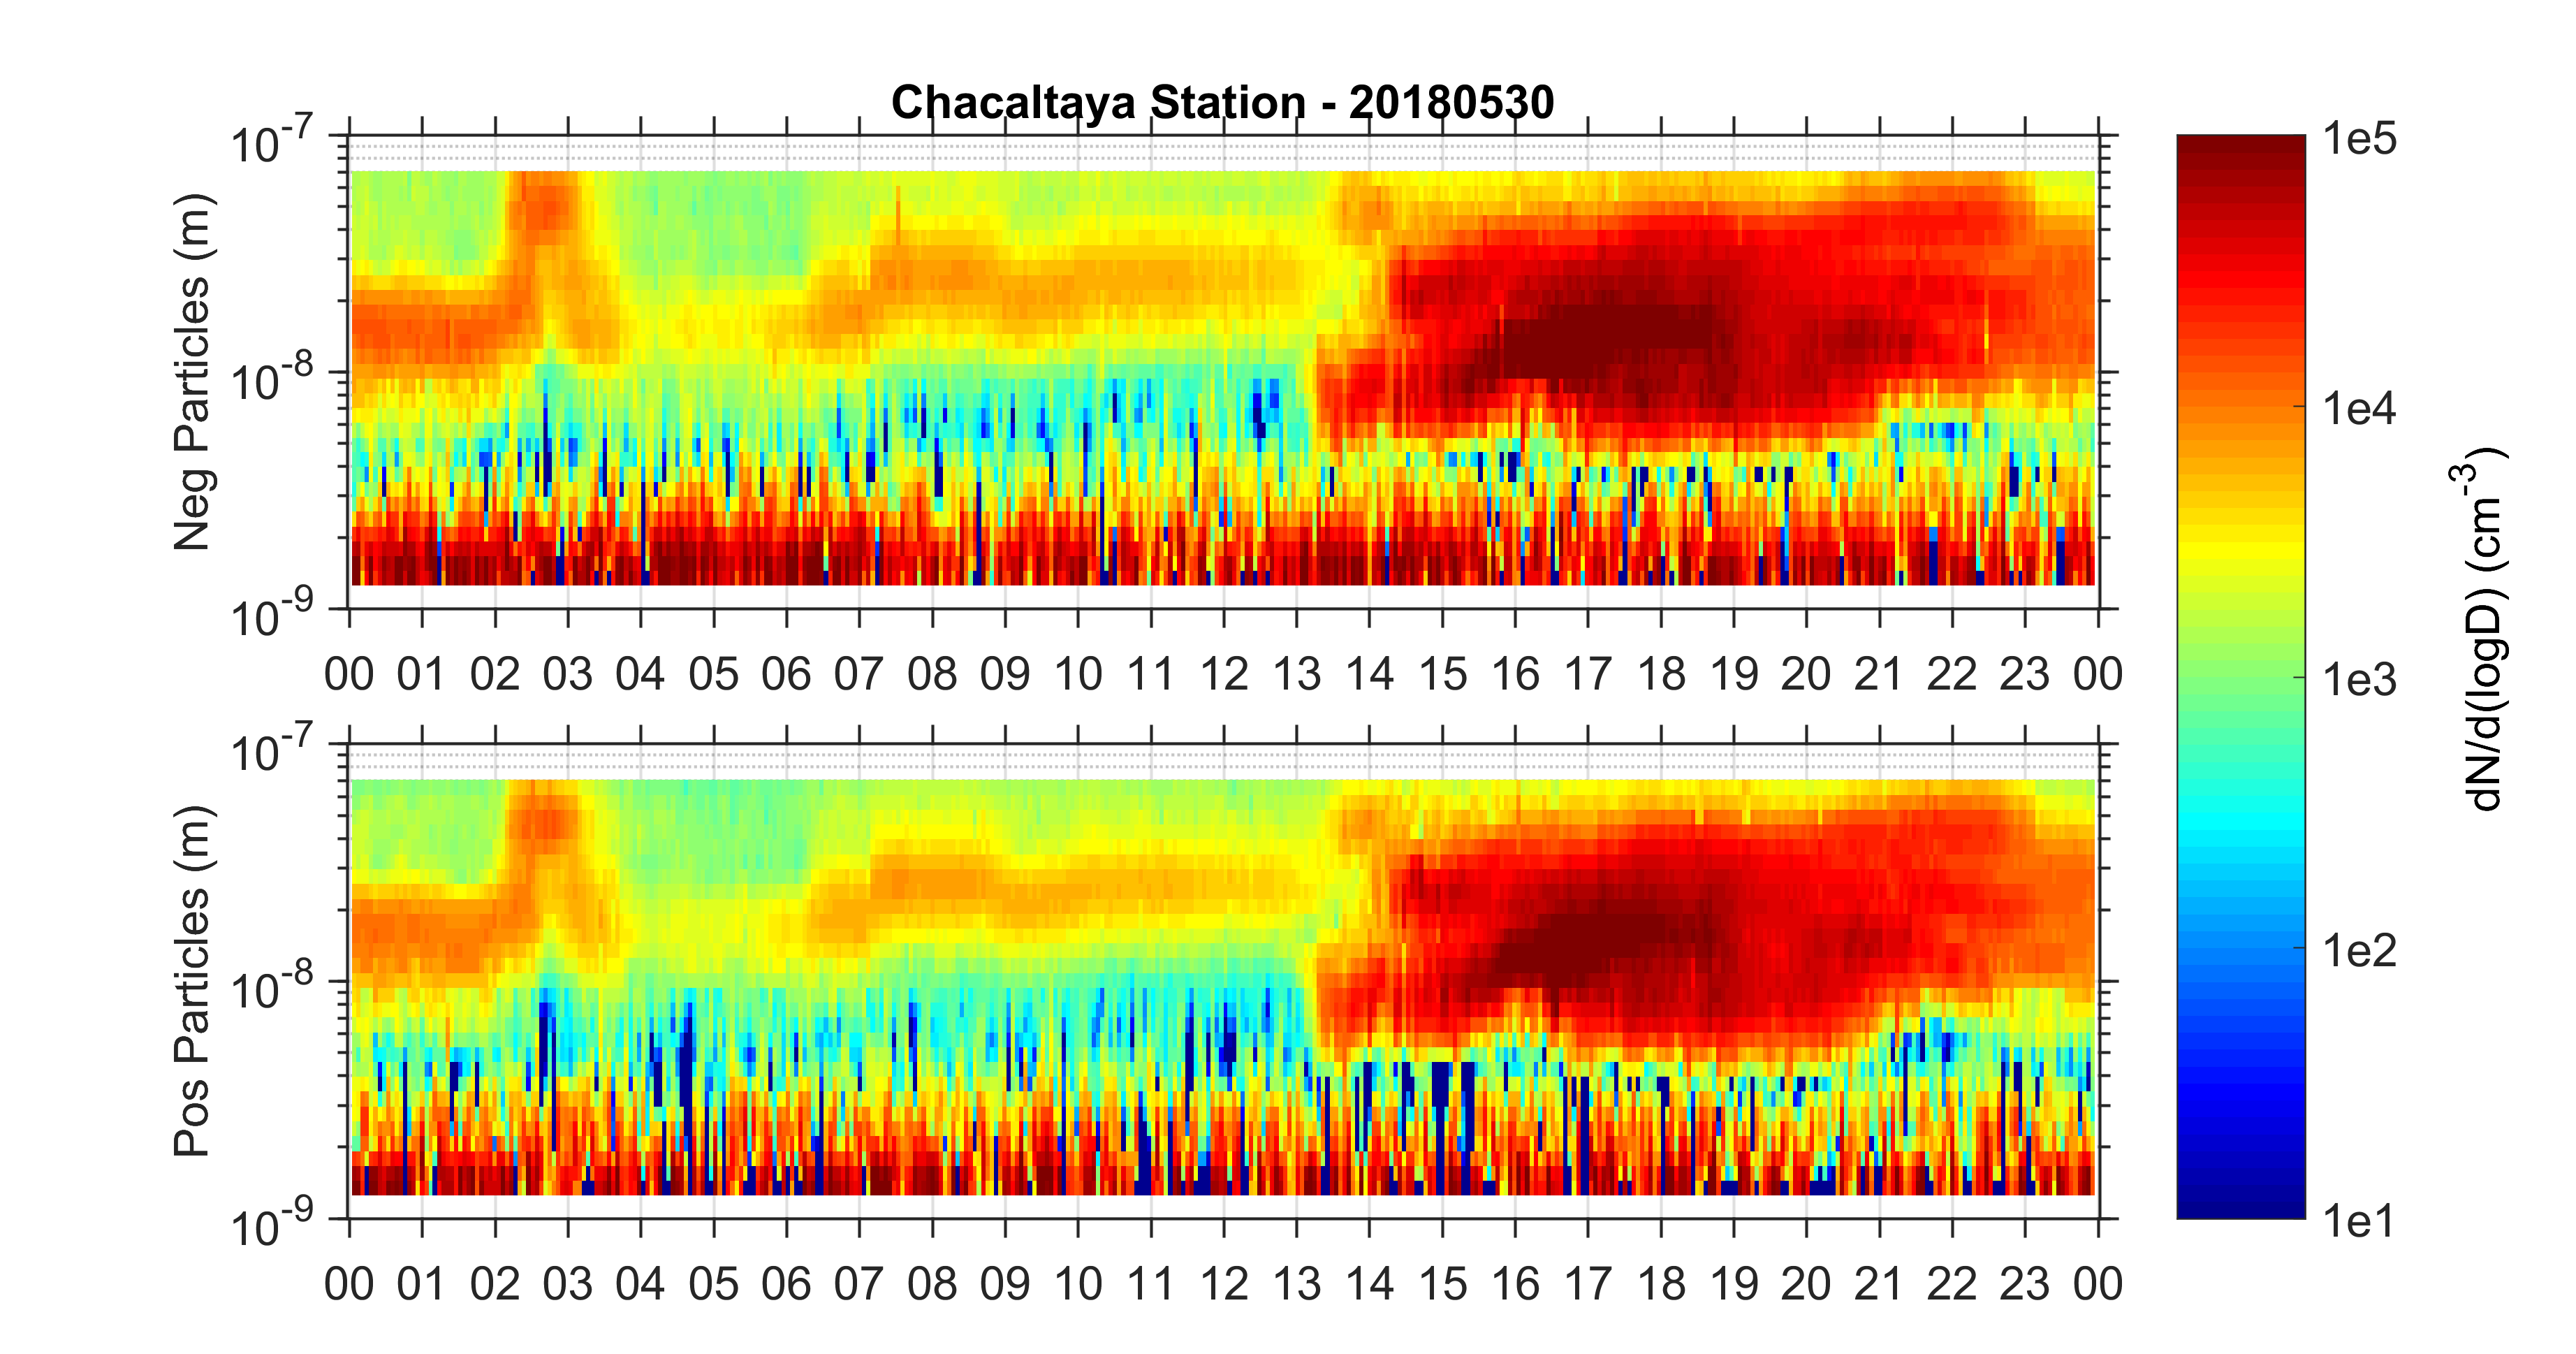 Chacaltaya Station - 20180530
10-7
10-8
10-9
Neg Particles (m)
00 01 02 03 04 05 06 07 08 09 10 11 12 13 14 15 16 17 18 19 20 21 22 23 00
10-7
10-8
10-9
Pos Particles (m)
00 01 02 03 04 05 06 07 08 09 10 11 12 13 14 15 16 17 18 19 20 21 22 23 00
1e5
1e4
1e3
1e2
1e1
dN/d(logD) (cm-3)